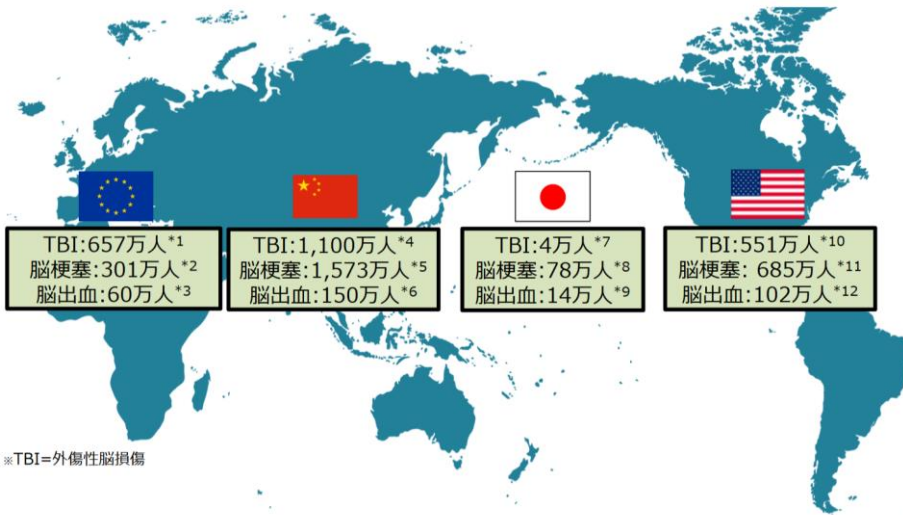 TBI:657万人*1
脳梗塞:301万人*2
脳出血:60万人*3
TBI:1,100万人*4
脳梗塞:1,573万人*5
脳出血:150万人*6
TBI:4万人*7
脳梗塞:78万人*8
脳出血:14万人*9
TBI:551万人*10
脳梗塞: 685万人*11
脳出血:102万人*12
※TBI=外傷性脳損傷